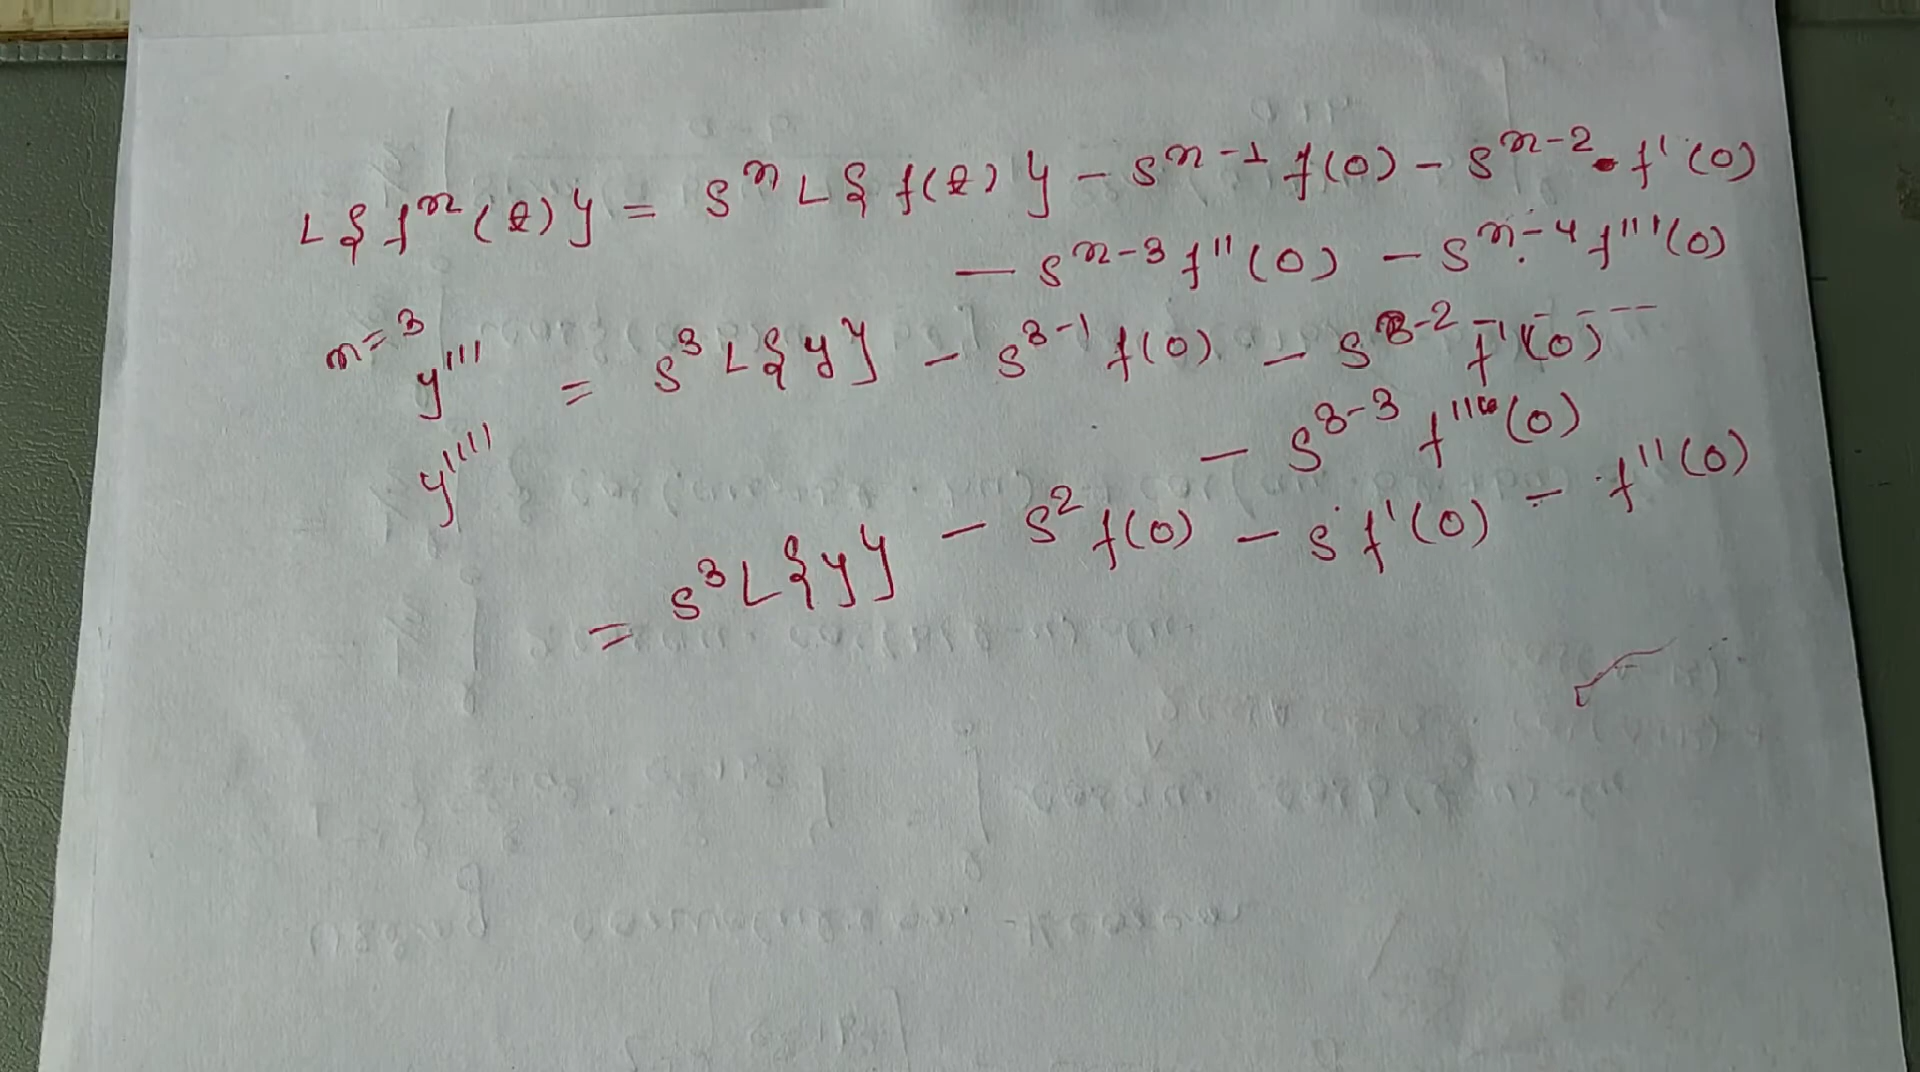 L{fⁿ(t)} = sⁿ L{f(t)} - sⁿ⁻¹ f(0) - sⁿ⁻² f'(0)
- sⁿ⁻³ f''(0) - sⁿ⁻⁴ f'''(0)
- - - - -
n=3
y''' = s³ L{y} - s³⁻¹ f(0) - s³⁻² f'(0)
- s³⁻³ f''(0)
y''''
= s³ L{y} - s² f(0) - s f'(0) - f''(0)